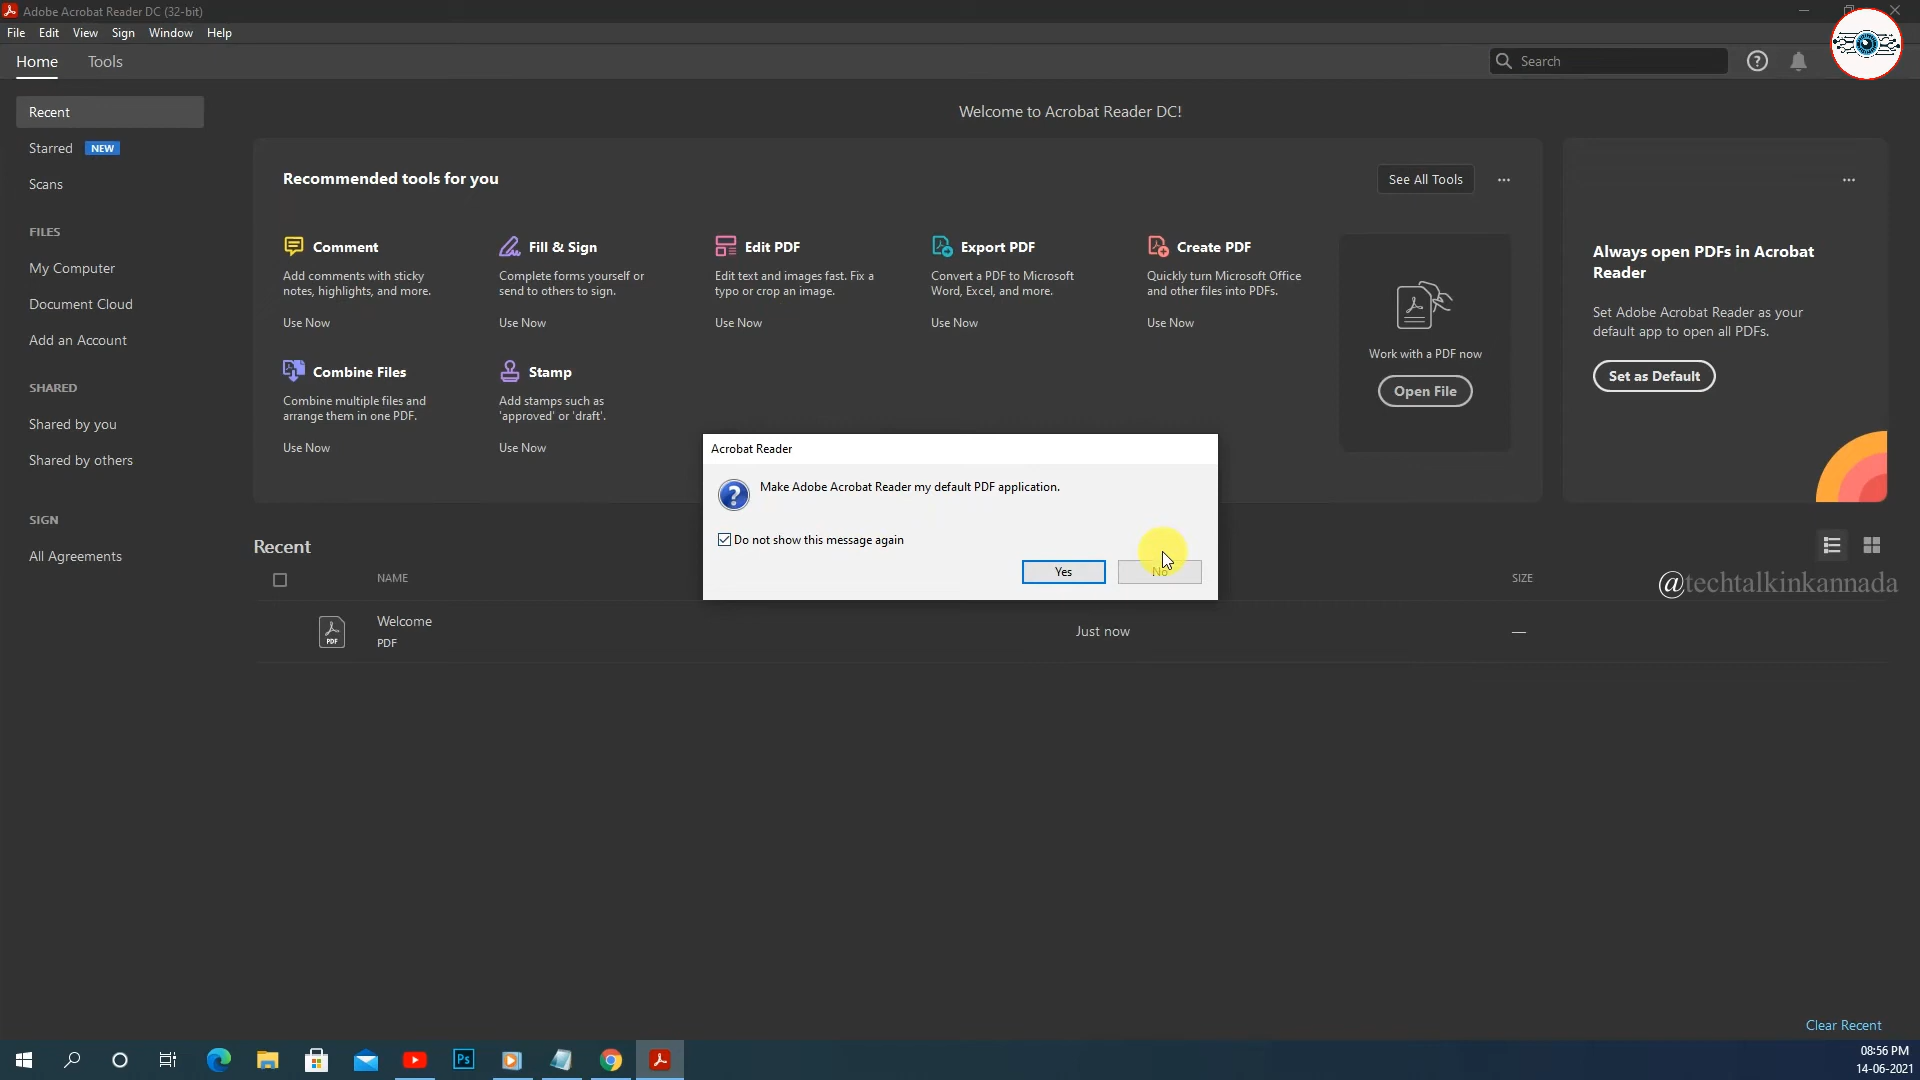 Adobe Acrobat Reader DC (32-bit)
File Edit View Sign Window Help
Home Tools
Search
Recent
Starred NEW
Scans
FILES
My Computer
Document Cloud
Add an Account
SHARED
Shared by you
Shared by others
SIGN
All Agreements
Welcome to Acrobat Reader DC!
Recommended tools for you
See All Tools
Comment
Add comments with sticky
notes, highlights, and more.
Use Now
Fill & Sign
Complete forms yourself or
send to others to sign.
Use Now
Edit PDF
Edit text and images fast. Fix a
typo or crop an image.
Use Now
Export PDF
Convert a PDF to Microsoft
Word, Excel, and more.
Use Now
Create PDF
Quickly turn Microsoft Office
and other files into PDFs.
Use Now
Combine Files
Combine multiple files and
arrange them in one PDF.
Use Now
Stamp
Add stamps such as
'approved' or 'draft'.
Use Now
Work with a PDF now
Open File
Always open PDFs in Acrobat
Reader
Set Adobe Acrobat Reader as your
default app to open all PDFs.
Set as Default
Acrobat Reader
Make Adobe Acrobat Reader my default PDF application.
Do not show this message again
Yes
No
Recent
NAME
SIZE
@techtalkinkannada
PDF
Welcome
PDF
Just now
—
Clear Recent
Ps
08:56 PM
14-06-2021